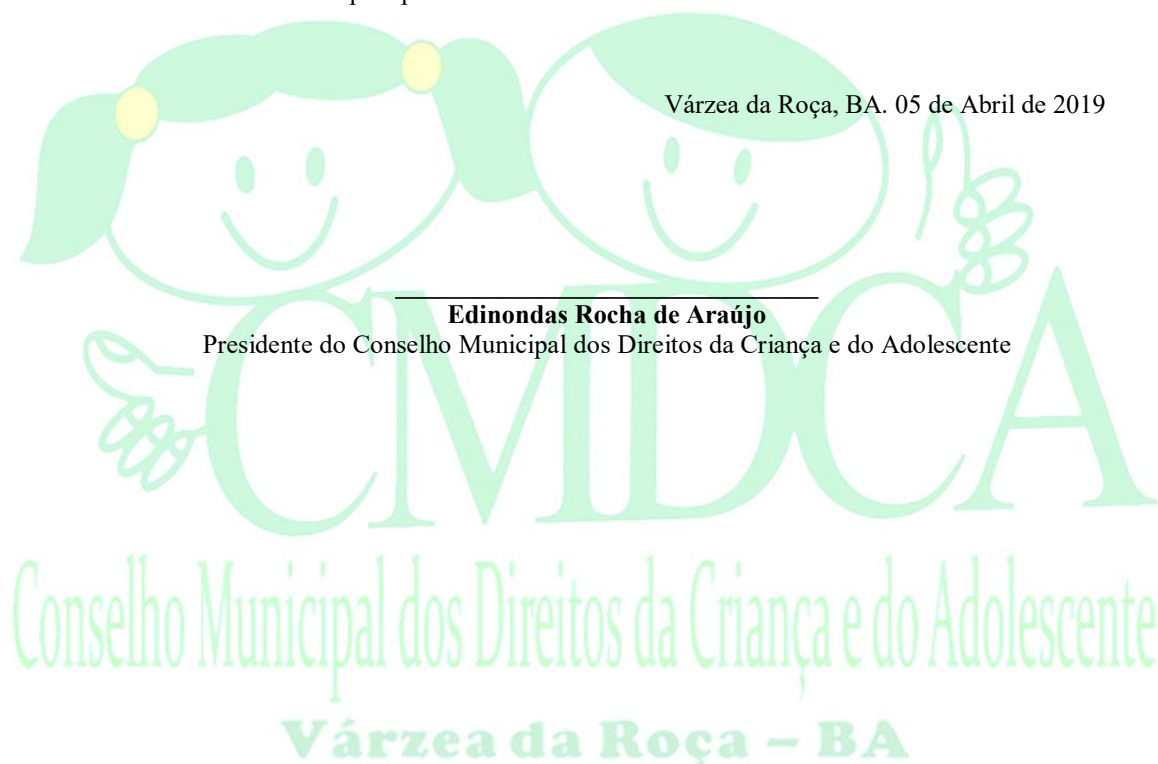 Várzea da Roça, BA. 05 de Abril de 2019
Edinondas Rocha de Araújo
Presidente do Conselho Municipal dos Direitos da Criança e do Adolescente
CMDCA
Conselho Municipal dos Direitos da Criança e do Adolescente
Várzea da Roça – BA